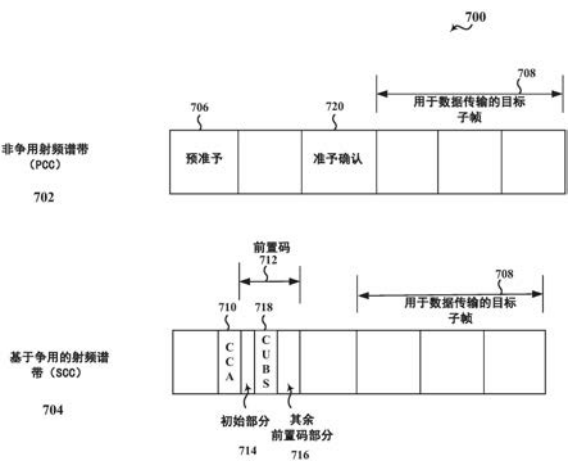 700
708
用于数据传输的目标
子帧
706
720
预准予
准予确认
非争用射频谱带
(PCC)
702
前置码
712
708
用于数据传输的目标
子帧
710
718
CCA
CUBS
基于争用的射频谱
带(SCC)
704
初始部分
714
其余
前置码部分
716